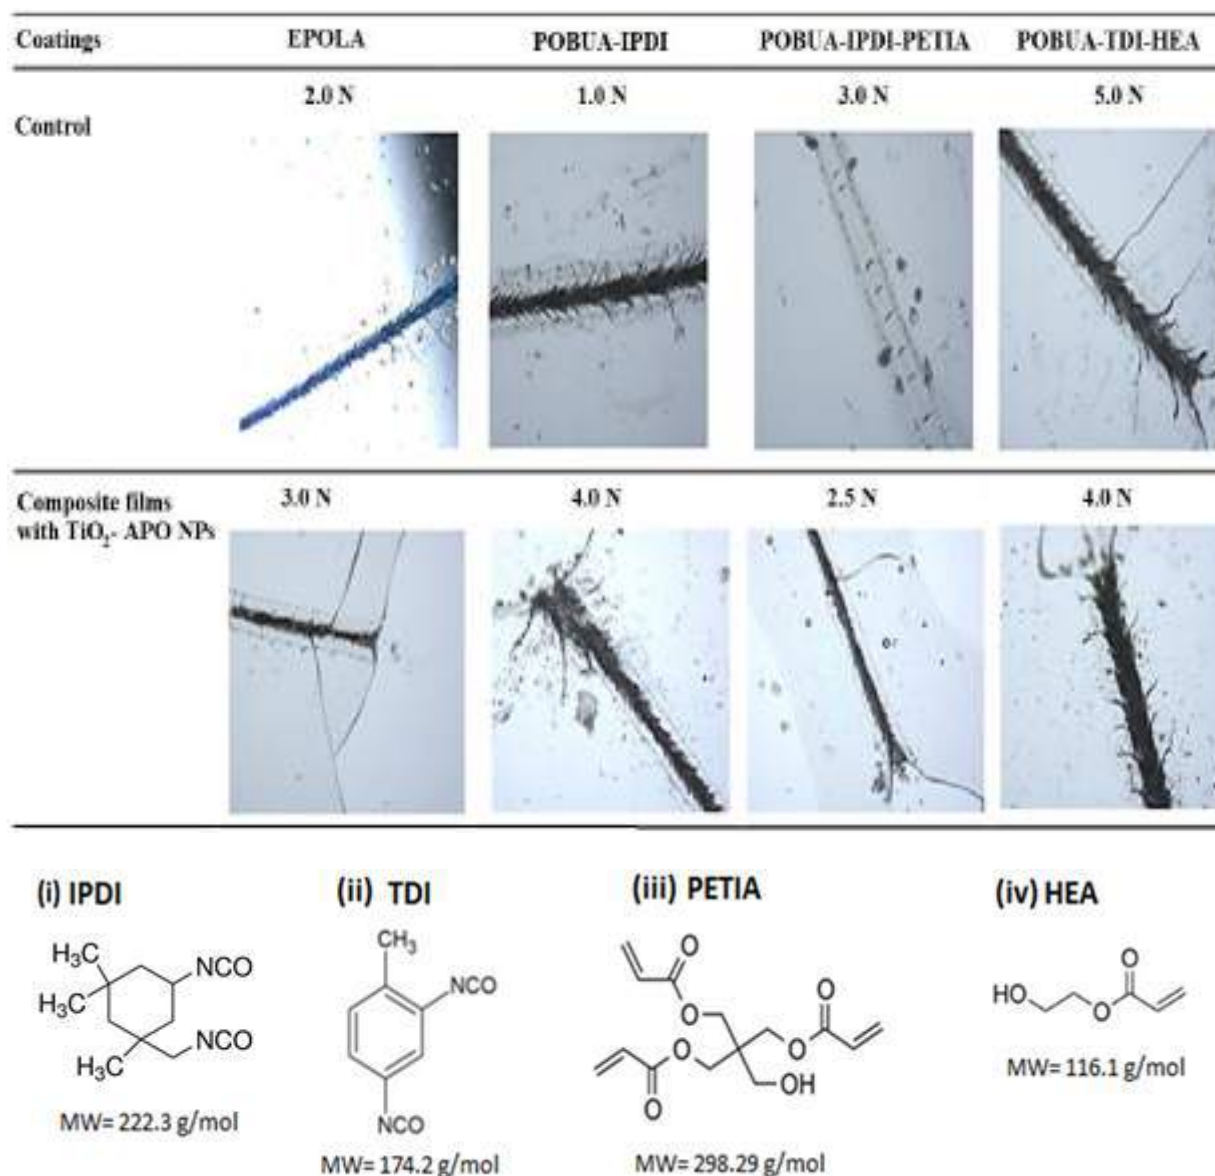 Coatings EPOLA POBUA-IPDI POBUA-IPDI-PETIA POBUA-TDI-HEA
2.0 N 1.0 N 3.0 N 5.0 N
Control
3.0 N 4.0 N 2.5 N 4.0 N
Composite films
with TiO₂- APO NPs
(i) IPDI (ii) TDI (iii) PETIA (iv) HEA
H₃C NCO
H₃C
NCO
CH₃
MW= 222.3 g/mol
CH₃
NCO
NCO
MW= 174.2 g/mol
O
O O
O O
OH
O
MW= 298.29 g/mol
O
HO
O
MW= 116.1 g/mol